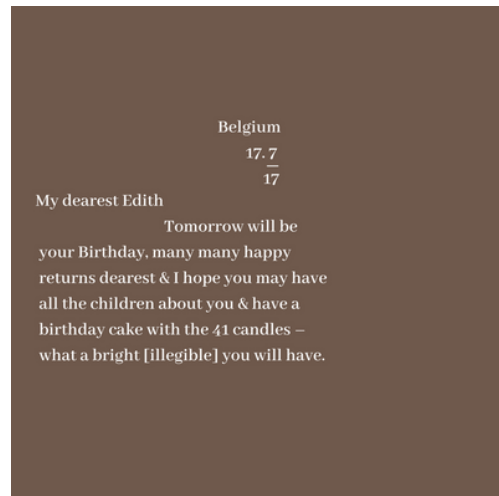 Belgium
17. 7
17
My dearest Edith
Tomorrow will be
your Birthday, many many happy
returns dearest & I hope you may have
all the children about you & have a
birthday cake with the 41 candles –
what a bright [illegible] you will have.